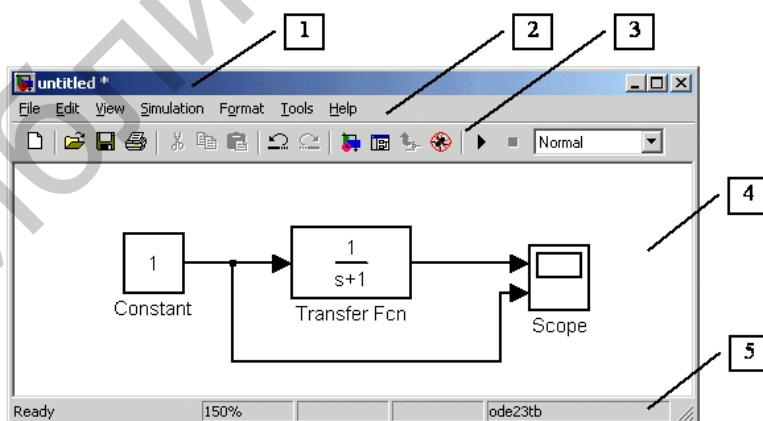 1 2 3
untitled *
File Edit View Simulation Format Tools Help
Normal
4
1
1
s+1
Constant
Transfer Fcn
Scope
5
Ready 150% ode23tb